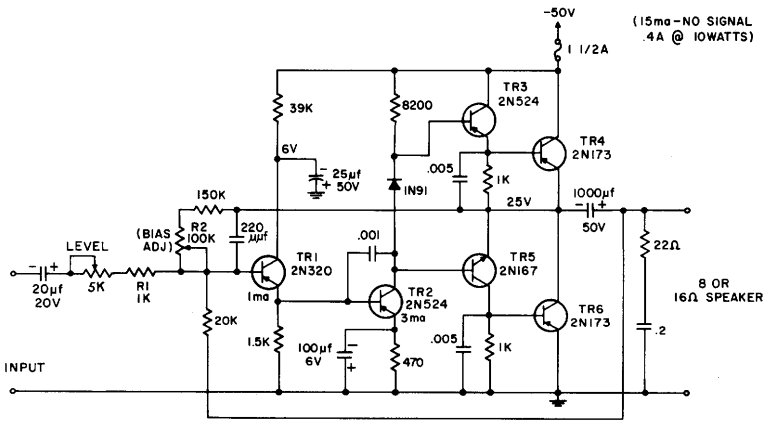 -50V
(15ma-NO SIGNAL
.4A @ 10WATTS)
1 1/2A
TR3
2N524
39K
8200
TR4
2N173
6V
25µf
50V
-
+
.005
1K
1N91
150K
1000µf
-
+
50V
25V
(BIAS
ADJ)
R2
100K
220
µµf
LEVEL
.001
22Ω
TR1
2N320
TR5
2N167
-
+
20µf
20V
5K
R1
1K
1ma
TR2
2N524
3ma
8 OR
16Ω SPEAKER
TR6
2N173
20K
1.5K
100µf
6V
-
+
470
.005
1K
.2
INPUT